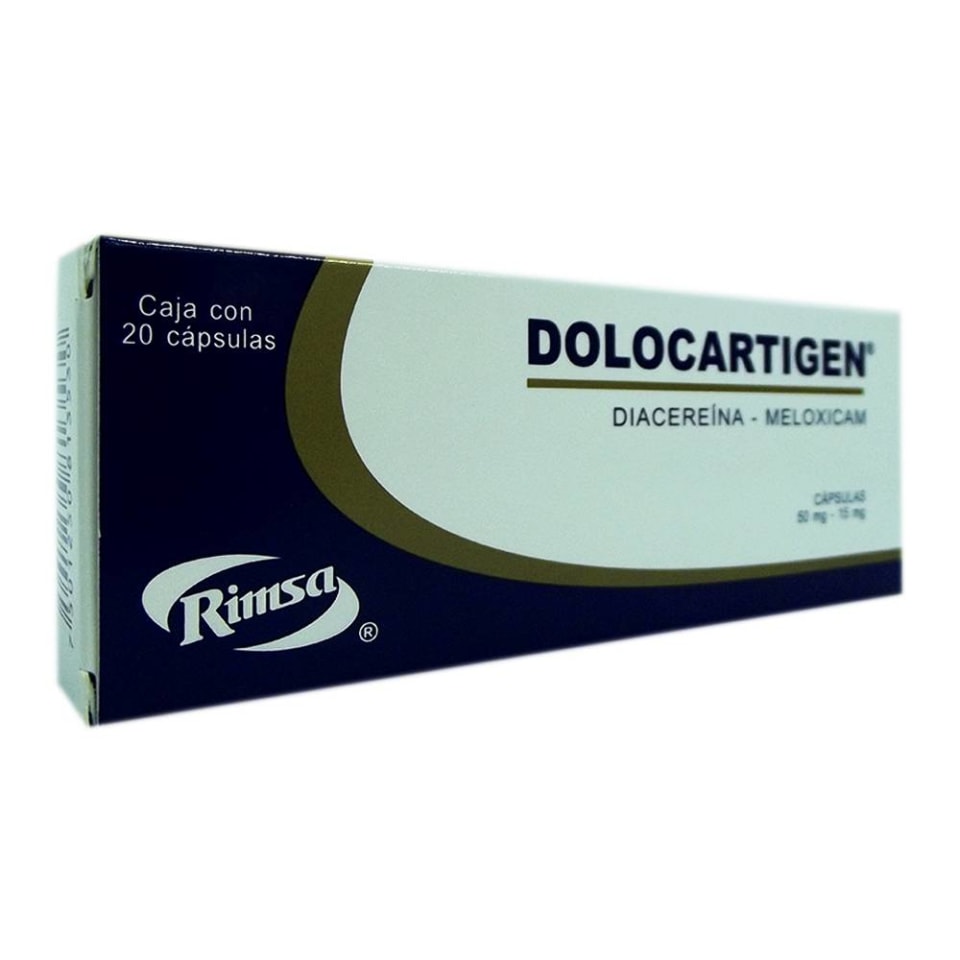 Caja con
20 cápsulas
DOLOCARTIGEN®
DIACEREÍNA - MELOXICAM
CÁPSULAS
50 mg - 15 mg
Rimsa®